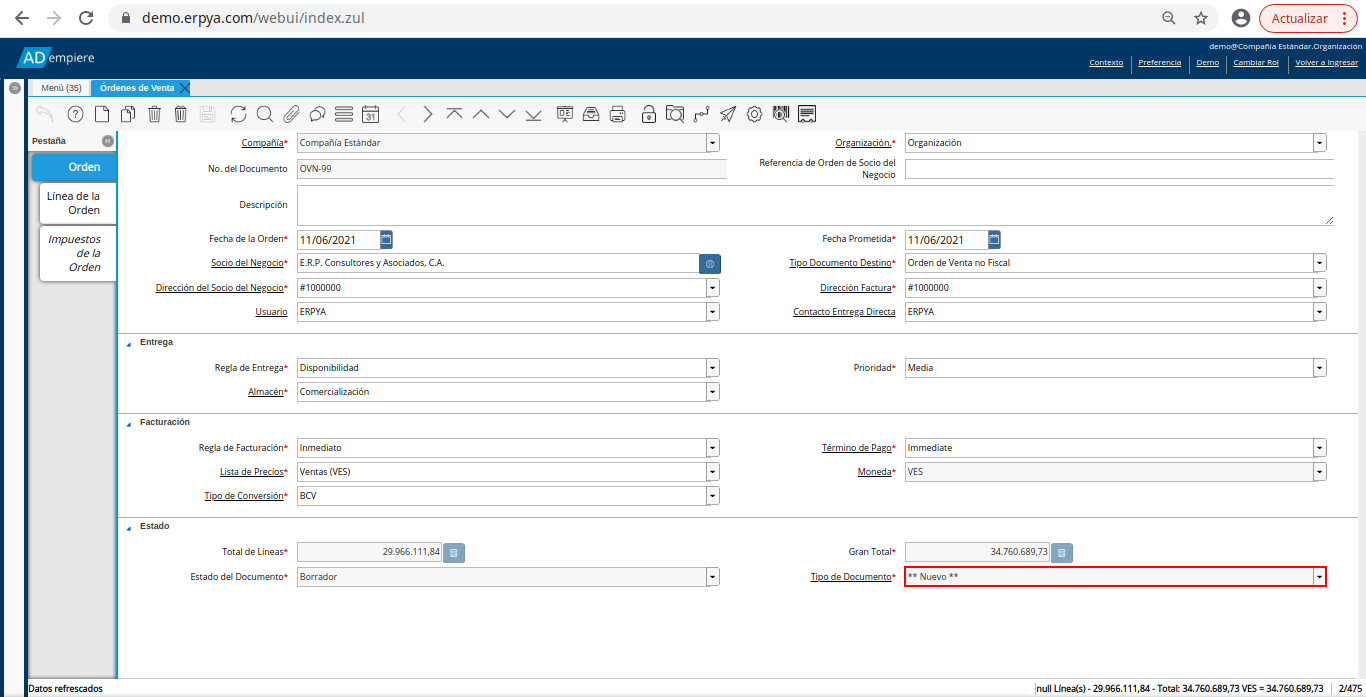 demo.erpya.com/webui/index.zul
Actualizar
ADempiere
demo@Compañía Estándar.Organización
Contexto Preferencia Demo Cambiar Rol Volver a Ingresar
Menú (35) Órdenes de Venta
31
Pestaña
Orden
Línea de la
Orden
Impuestos
de la
Orden
Compañía* Compañía Estándar Organización.* Organización
No. del Documento OVN-99 Referencia de Orden de Socio del
Negocio
Descripción
Fecha de la Orden* 11/06/2021 Fecha Prometida* 11/06/2021
Socio del Negocio* E.R.P. Consultores y Asociados, C.A. Tipo Documento Destino* Orden de Venta no Fiscal
Dirección del Socio del Negocio* #1000000 Dirección Factura* #1000000
Usuario ERPYA Contacto Entrega Directa ERPYA
Entrega
Regla de Entrega* Disponibilidad Prioridad* Media
Almacén* Comercialización
Facturación
Regla de Facturación* Inmediato Término de Pago* Immediate
Lista de Precios* Ventas (VES) Moneda* VES
Tipo de Conversión* BCV
Estado
Total de Líneas* 29.966.111,84 Gran Total* 34.760.689,73
Estado del Documento* Borrador Tipo de Documento* ** Nuevo **
Datos refrescados null Línea(s) - 29.966.111,84 - Total: 34.760.689,73 VES = 34.760.689,73 2/475